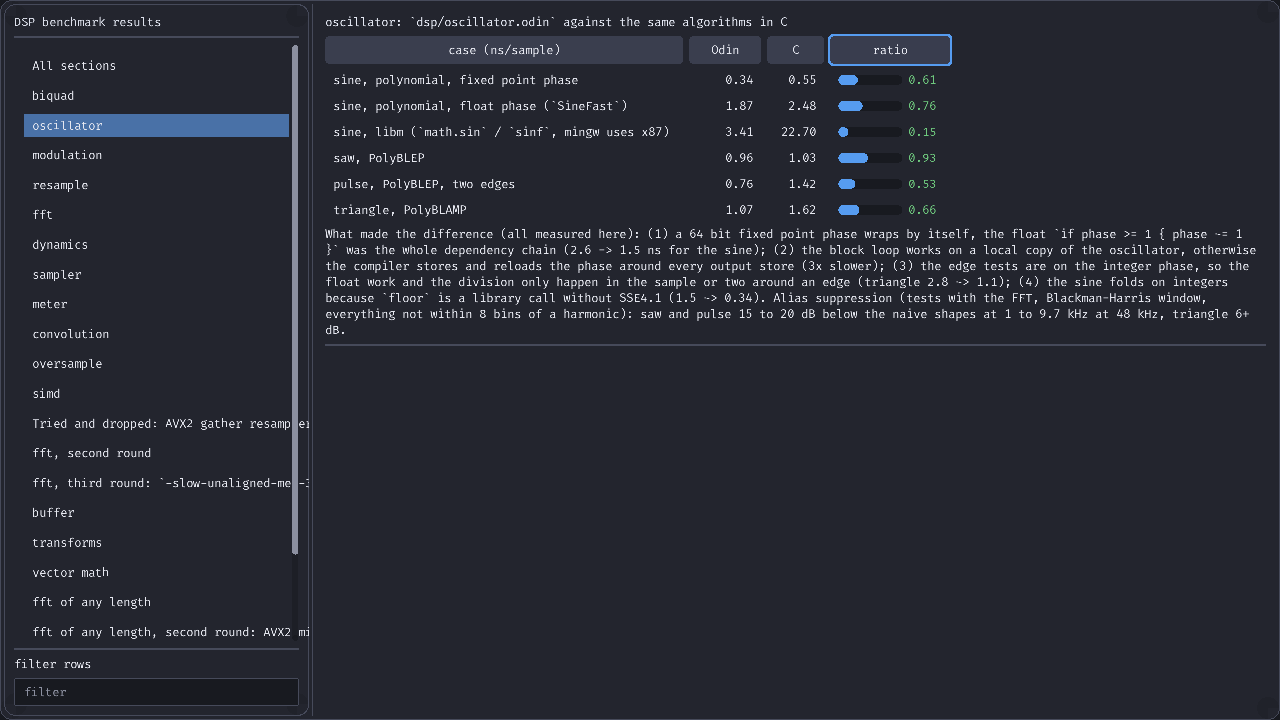 DSP benchmark results
All sections
biquad
oscillator
modulation
resample
fft
dynamics
sampler
meter
convolution
oversample
simd
Tried and dropped: AVX2 gather resampler
fft, second round
fft, third round: `-slow-unaligned-me
buffer
transforms
vector math
fft of any length
fft of any length, second round: AVX2 mi
filter rows
filter
oscillator: `dsp/oscillator.odin` against the same algorithms in C
case (ns/sample) Odin C ratio
sine, polynomial, fixed point phase 0.34 0.55 0.61
sine, polynomial, float phase (`SineFast`) 1.87 2.48 0.76
sine, libm (`math.sin` / `sinf`, mingw uses x87) 3.41 22.70 0.15
saw, PolyBLEP 0.96 1.03 0.93
pulse, PolyBLEP, two edges 0.76 1.42 0.53
triangle, PolyBLAMP 1.07 1.62 0.66
What made the difference (all measured here): (1) a 64 bit fixed point phase wraps by itself, the float `if phase >= 1 { phase -= 1
}` was the whole dependency chain (2.6 -> 1.5 ns for the sine); (2) the block loop works on a local copy of the oscillator, otherwise
the compiler stores and reloads the phase around every output store (3x slower); (3) the edge tests are on the integer phase, so the
float work and the division only happen in the sample or two around an edge (triangle 2.8 -> 1.1); (4) the sine folds on integers
because `floor` is a library call without SSE4.1 (1.5 -> 0.34). Alias suppression (tests with the FFT, Blackman-Harris window,
everything not within 8 bins of a harmonic): saw and pulse 15 to 20 dB below the naive shapes at 1 to 9.7 kHz at 48 kHz, triangle 6+
dB.